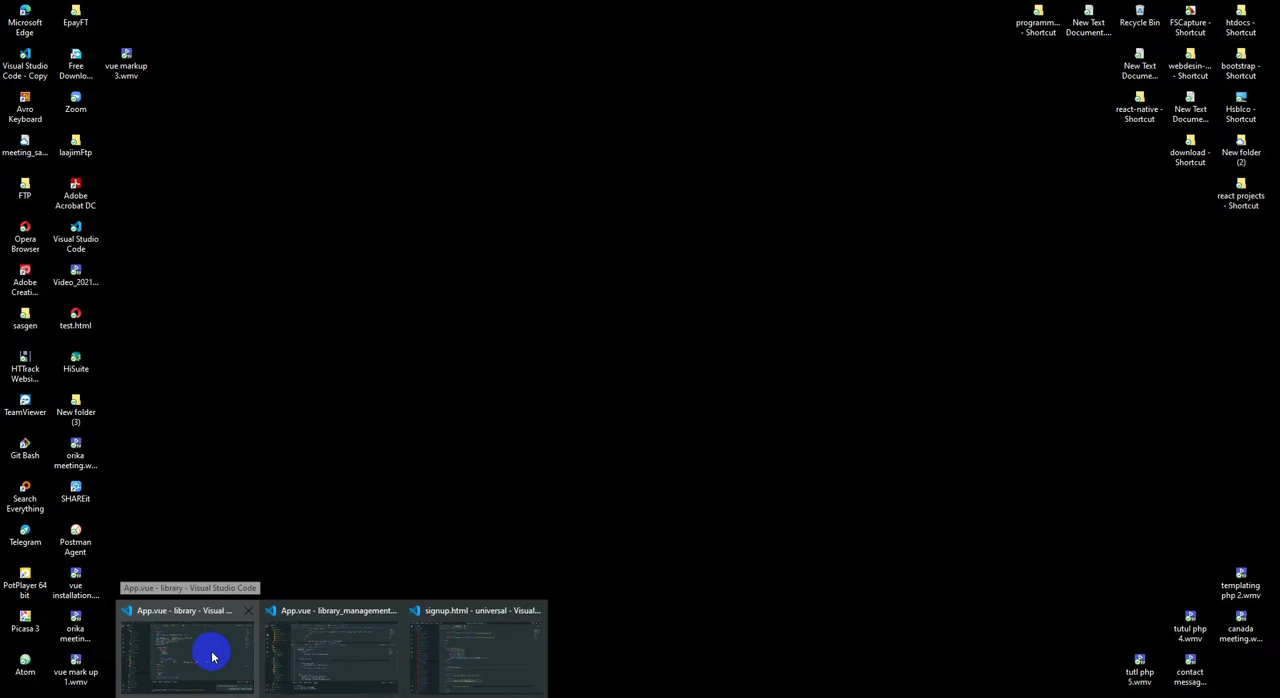 Microsoft
Edge
EpayFT
Visual Studio
Code - Copy
Free
Downlo...
vue markup
3.wmv
Avro
Keyboard
Zoom
meeting_sa...
laajimFtp
FTP
Adobe
Acrobat DC
Opera
Browser
Visual Studio
Code
Adobe
Creati...
Video_2021...
sasgen
test.html
HTTrack
Websi...
HiSuite
TeamViewer
New folder
(3)
Git Bash
orika
meeting.w...
Search
Everything
SHAREit
Telegram
Postman
Agent
PotPlayer 64
bit
vue
installation....
Picasa 3
orika
meetin...
Atom
vue mark up
1.wmv
programm...
- Shortcut
New Text
Document....
Recycle Bin
FSCapture -
Shortcut
htdocs -
Shortcut
New Text
Docume...
webdesin-...
- Shortcut
bootstrap -
Shortcut
react-native -
Shortcut
New Text
Docume...
Hsblco -
Shortcut
download -
Shortcut
New folder
(2)
react projects
- Shortcut
templating
php 2.wmv
tutul php
4.wmv
canada
meeting.w...
tutl php
5.wmv
contact
messag...
App.vue - library - Visual Studio Code
App.vue - library - Visual ...
App.vue - library_management...
signup.html - universal - Visual...